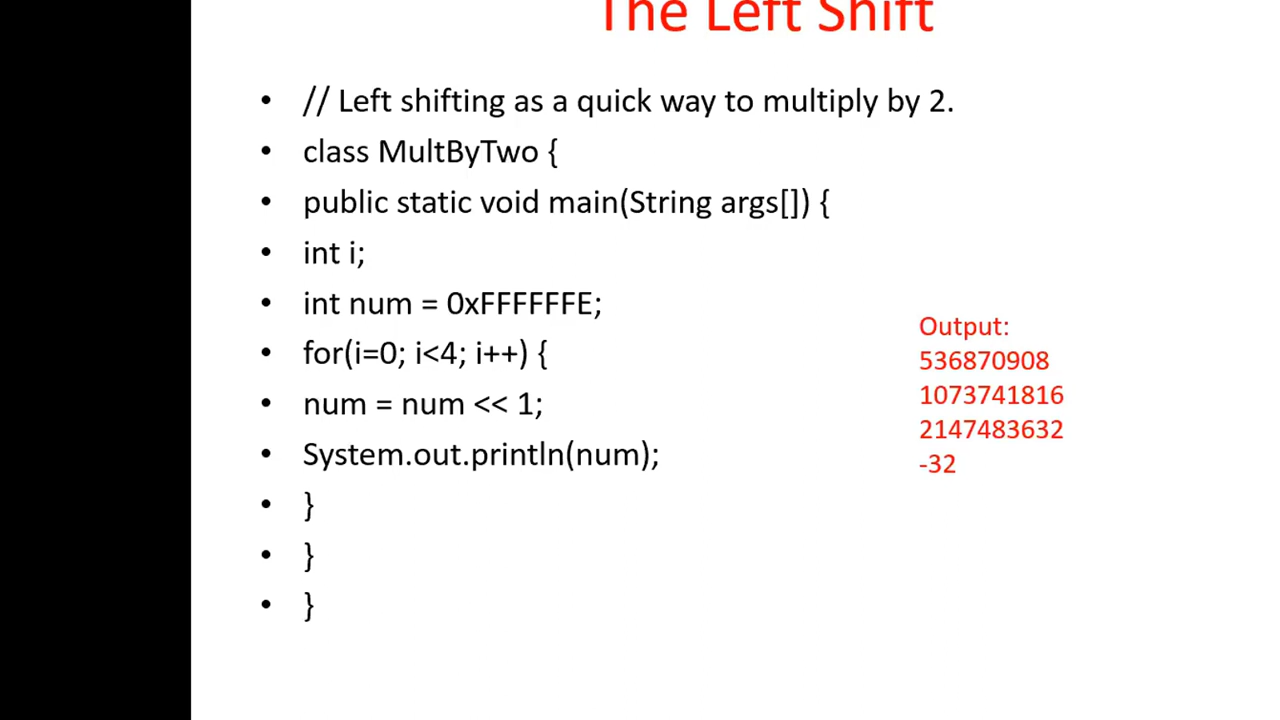 The Left Shift
• // Left shifting as a quick way to multiply by 2.
• class MultByTwo {
• public static void main(String args[]) {
• int i;
• int num = 0xFFFFFFE;
• for(i=0; i<4; i++) {
• num = num << 1;
• System.out.println(num);
• }
• }
• }
Output:
536870908
1073741816
2147483632
-32